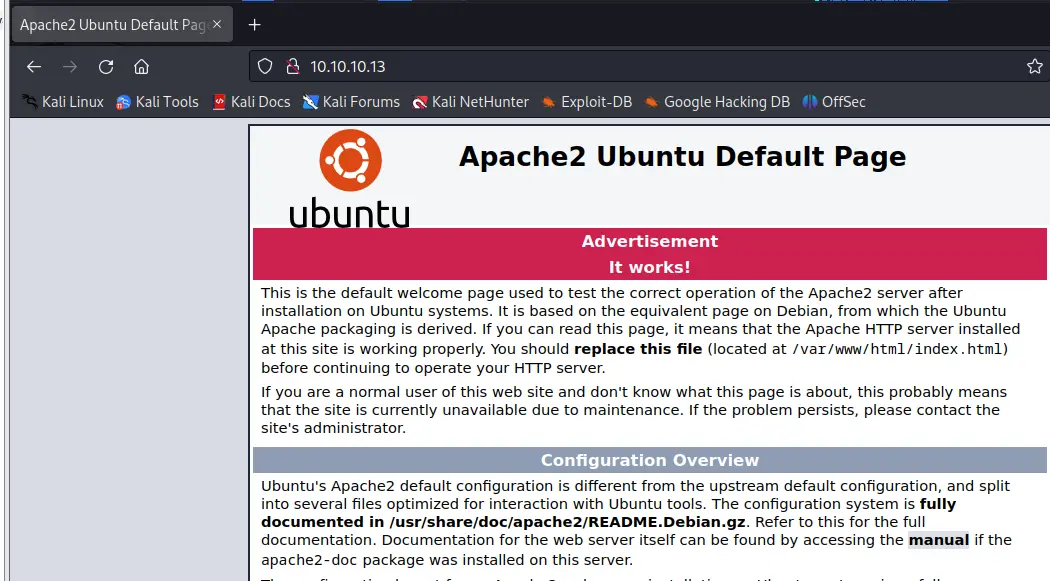 Apache2 Ubuntu Default Pag
10.10.10.13
Kali Linux Kali Tools Kali Docs Kali Forums Kali NetHunter Exploit-DB Google Hacking DB OffSec
ubuntu
Apache2 Ubuntu Default Page
Advertisement
It works!
This is the default welcome page used to test the correct operation of the Apache2 server after
installation on Ubuntu systems. It is based on the equivalent page on Debian, from which the Ubuntu
Apache packaging is derived. If you can read this page, it means that the Apache HTTP server installed
at this site is working properly. You should replace this file (located at /var/www/html/index.html)
before continuing to operate your HTTP server.
If you are a normal user of this web site and don't know what this page is about, this probably means
that the site is currently unavailable due to maintenance. If the problem persists, please contact the
site's administrator.
Configuration Overview
Ubuntu's Apache2 default configuration is different from the upstream default configuration, and split
into several files optimized for interaction with Ubuntu tools. The configuration system is fully
documented in /usr/share/doc/apache2/README.Debian.gz. Refer to this for the full
documentation. Documentation for the web server itself can be found by accessing the manual if the
apache2-doc package was installed on this server.